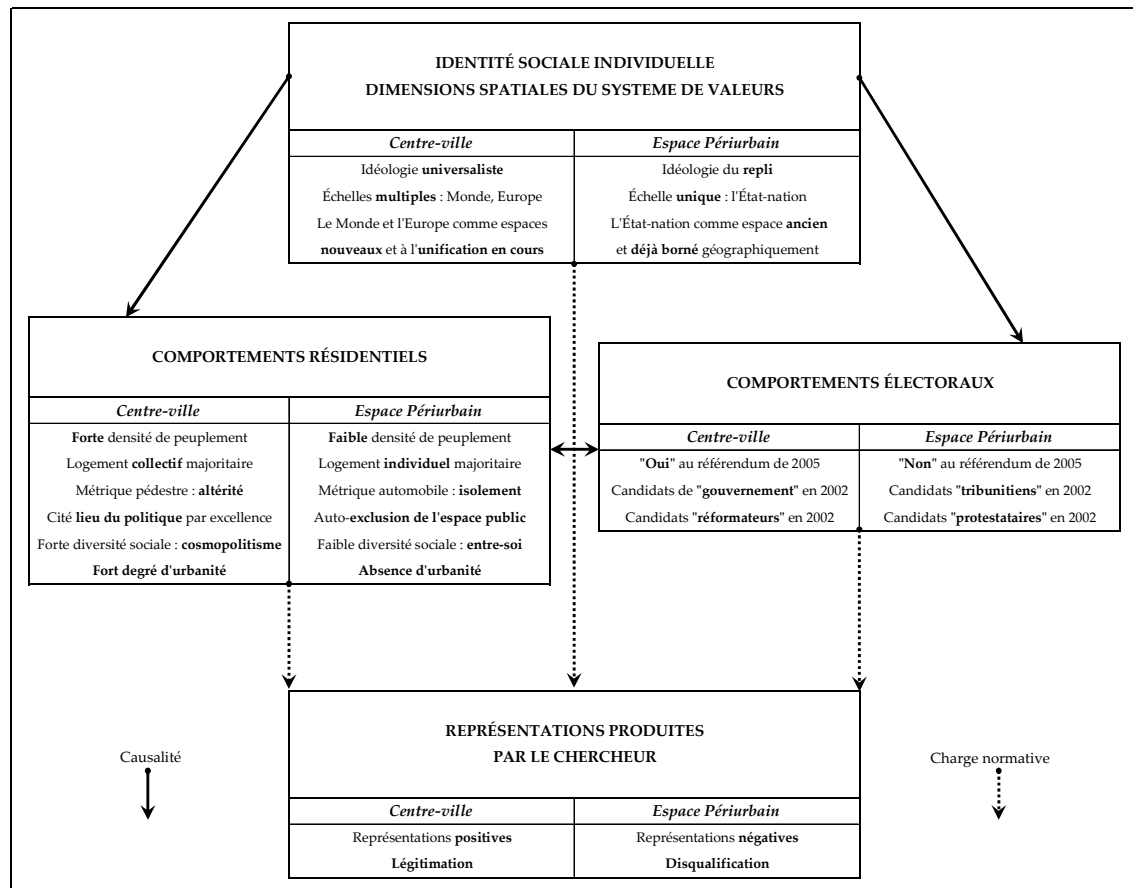 IDENTITÉ SOCIALE INDIVIDUELLE
DIMENSIONS SPATIALES DU SYSTEME DE VALEURS
Centre-ville
Idéologie universaliste
Échelles multiples : Monde, Europe
Le Monde et l'Europe comme espaces
nouveaux et à l'unification en cours
Espace Périurbain
Idéologie du repli
Échelle unique : l'État-nation
L'État-nation comme espace ancien
et déjà borné géographiquement
COMPORTEMENTS RÉSIDENTIELS
Centre-ville
Forte densité de peuplement
Logement collectif majoritaire
Métrique pédestre : altérité
Cité lieu du politique par excellence
Forte diversité sociale : cosmopolitisme
Fort degré d'urbanité
Espace Périurbain
Faible densité de peuplement
Logement individuel majoritaire
Métrique automobile : isolement
Auto-exclusion de l'espace public
Faible diversité sociale : entre-soi
Absence d'urbanité
COMPORTEMENTS ÉLECTORAUX
Centre-ville
"Oui" au référendum de 2005
Candidats de "gouvernement" en 2002
Candidats "réformateurs" en 2002
Espace Périurbain
"Non" au référendum de 2005
Candidats "tribunitiens" en 2002
Candidats "protestataires" en 2002
REPRÉSENTATIONS PRODUITES
PAR LE CHERCHEUR
Centre-ville
Représentations positives
Légitimation
Espace Périurbain
Représentations négatives
Disqualification
Causalité
Charge normative